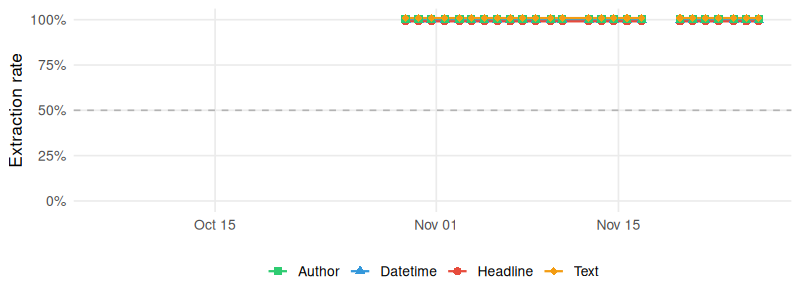 Extraction rate
100%
75%
50%
25%
0%
Oct 15 Nov 01 Nov 15
Author Datetime Headline Text